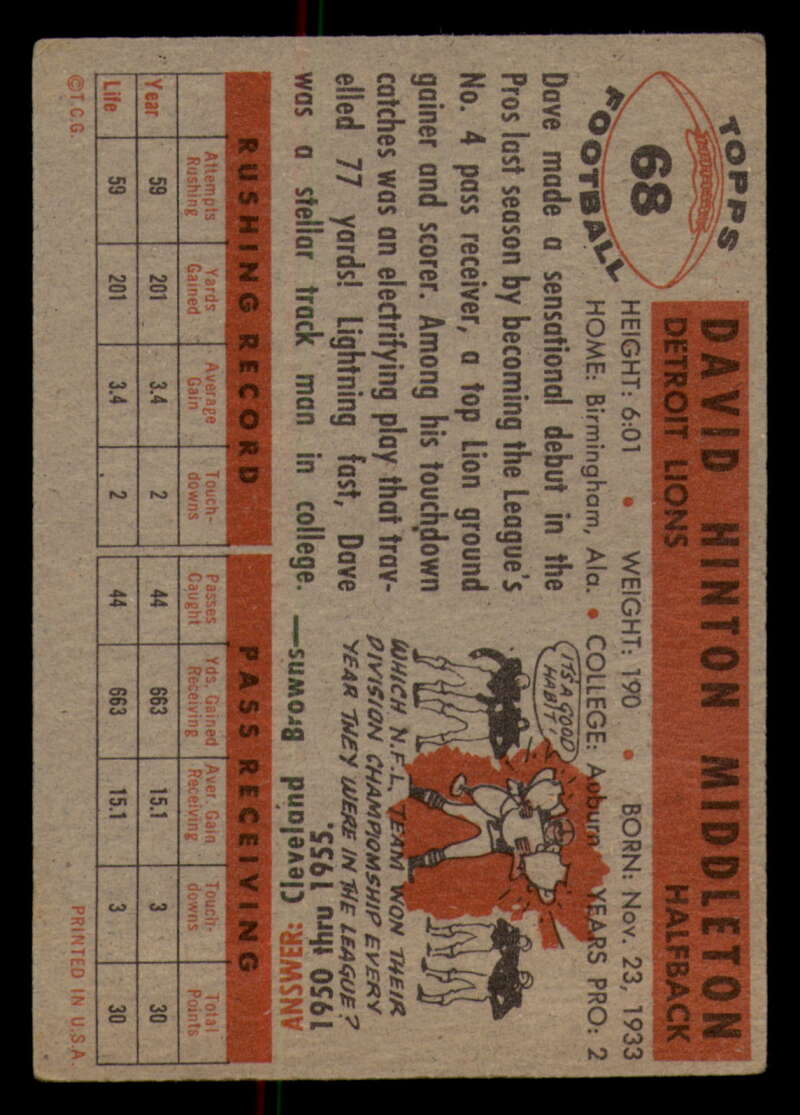 TOPPS
68
FOOTBALL
DAVID HINTON MIDDLETON
DETROIT LIONS HALFBACK
HEIGHT: 6:01 • WEIGHT: 190 • BORN: Nov. 23, 1933
HOME: Birmingham, Ala. • COLLEGE: Auburn YEARS PRO: 2
Dave made a sensational debut in the
Pros last season by becoming the League's
No. 4 pass receiver, a top Lion ground
gainer and scorer. Among his touchdown
catches was an electrifying play that trav-
elled 77 yards! Lightning fast, Dave
was a stellar track man in college.
IT'S A GOOD
HABIT!
WHICH N.F.L. TEAM WON THEIR
DIVISION CHAMPIONSHIP EVERY
YEAR THEY WERE IN THE LEAGUE?
ANSWER: Cleveland Browns—
1950 thru 1955.
RUSHING RECORD PASS RECEIVING
Attempts Rushing Yards Gained Average Gain Touch-downs Passes Caught Yds. Gained Receiving Aver. Gain Receiving Touch-downs Total Points
Year 59 201 3.4 2 44 663 15.1 3 30
Life 59 201 3.4 2 44 663 15.1 3 30
©T.C.G. PRINTED IN U.S.A.